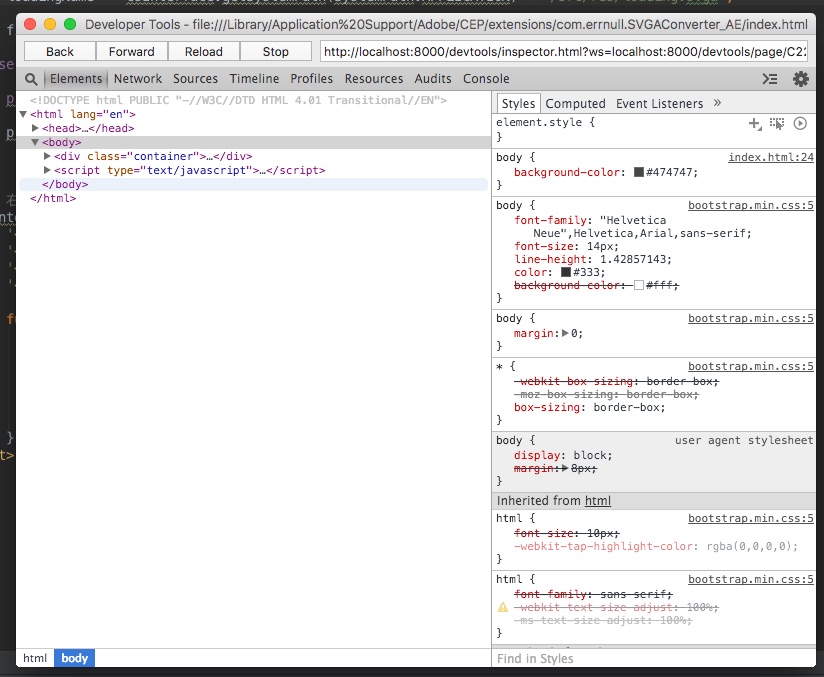 Developer Tools - file:///Library/Application%20Support/Adobe/CEP/extensions/com.errnull.SVGAConverter_AE/index.html
Back Forward Reload Stop http://localhost:8000/devtools/inspector.html?ws=localhost:8000/devtools/page/C22
Elements Network Sources Timeline Profiles Resources Audits Console
<!DOCTYPE html PUBLIC "-//W3C//DTD HTML 4.01 Transitional//EN">
▼<html lang="en">
▶<head>…</head>
▼<body>
▶<div class="container">…</div>
▶<script type="text/javascript">…</script>
</body>
</html>
html body
Styles Computed Event Listeners »
element.style {
}
body { index.html:24
background-color: #474747;
}
body { bootstrap.min.css:5
font-family: "Helvetica
Neue",Helvetica,Arial,sans-serif;
font-size: 14px;
line-height: 1.42857143;
color: #333;
background-color: #fff;
}
body { bootstrap.min.css:5
margin:▶0;
}
* { bootstrap.min.css:5
-webkit-box-sizing: border-box;
-moz-box-sizing: border-box;
box-sizing: border-box;
}
body { user agent stylesheet
display: block;
margin:▶8px;
}
Inherited from html
html { bootstrap.min.css:5
font-size: 10px;
-webkit-tap-highlight-color: rgba(0,0,0,0);
}
html { bootstrap.min.css:5
font-family: sans-serif;
-webkit-text-size-adjust: 100%;
-ms-text-size-adjust: 100%;
}
Find in Styles